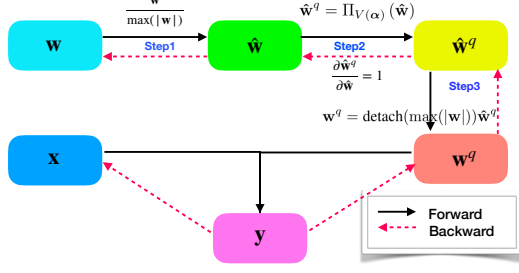 w
max(|w|)
ŵ^q = Π_{V(α)} (ŵ)
w
Step1
ŵ
Step2
ŵ^q
∂ŵ^q/∂ŵ = 1
Step3
w^q = detach(max(|w|))ŵ^q
x
w^q
y
Forward
Backward